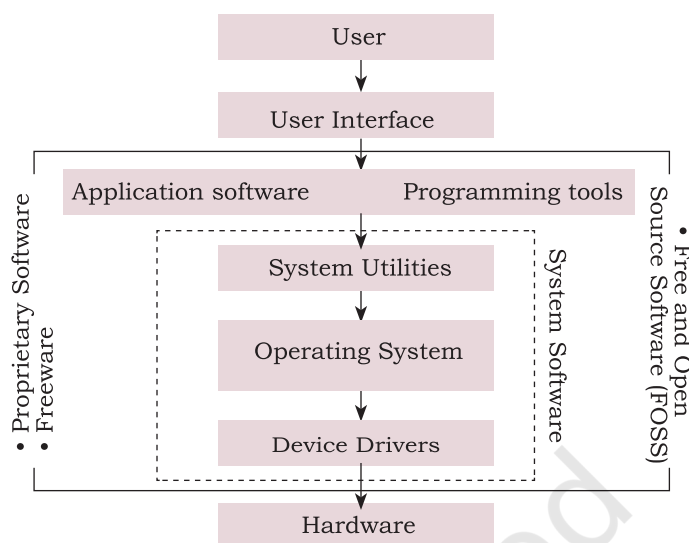 User
User Interface
Application software
Programming tools
System Utilities
Operating System
Device Drivers
Hardware
System Software
• Proprietary Software
• Freeware
• Free and Open
Source Software (FOSS)